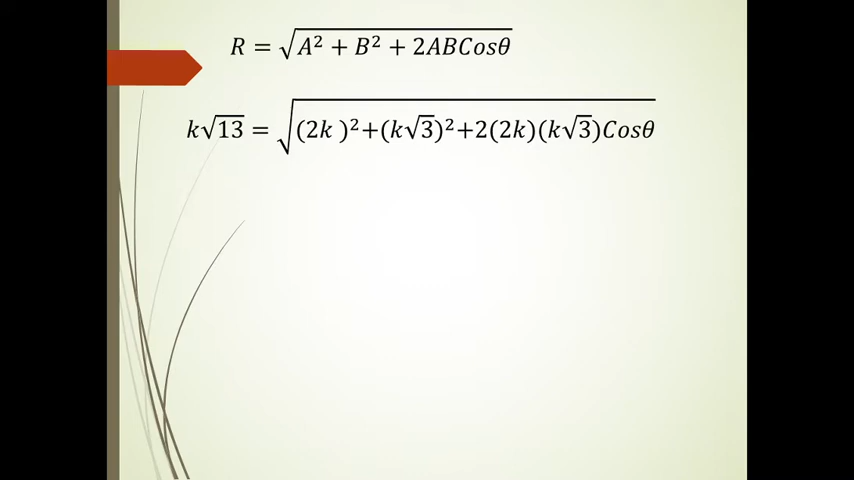 R = √(A² + B² + 2ABCosθ)
k√13 = √((2k )²+(k√3)²+2(2k)(k√3)Cosθ)